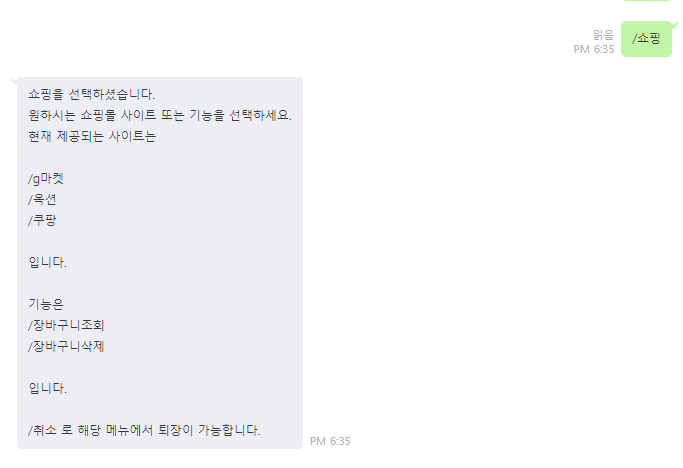 /쇼핑
읽음
PM 6:35
쇼핑을 선택하셨습니다.
원하시는 쇼핑몰 사이트 또는 기능을 선택하세요.
현재 제공되는 사이트는
/g마켓
/옥션
/쿠팡
입니다.
기능은
/장바구니조회
/장바구니삭제
입니다.
/취소 로 해당 메뉴에서 퇴장이 가능합니다.
PM 6:35